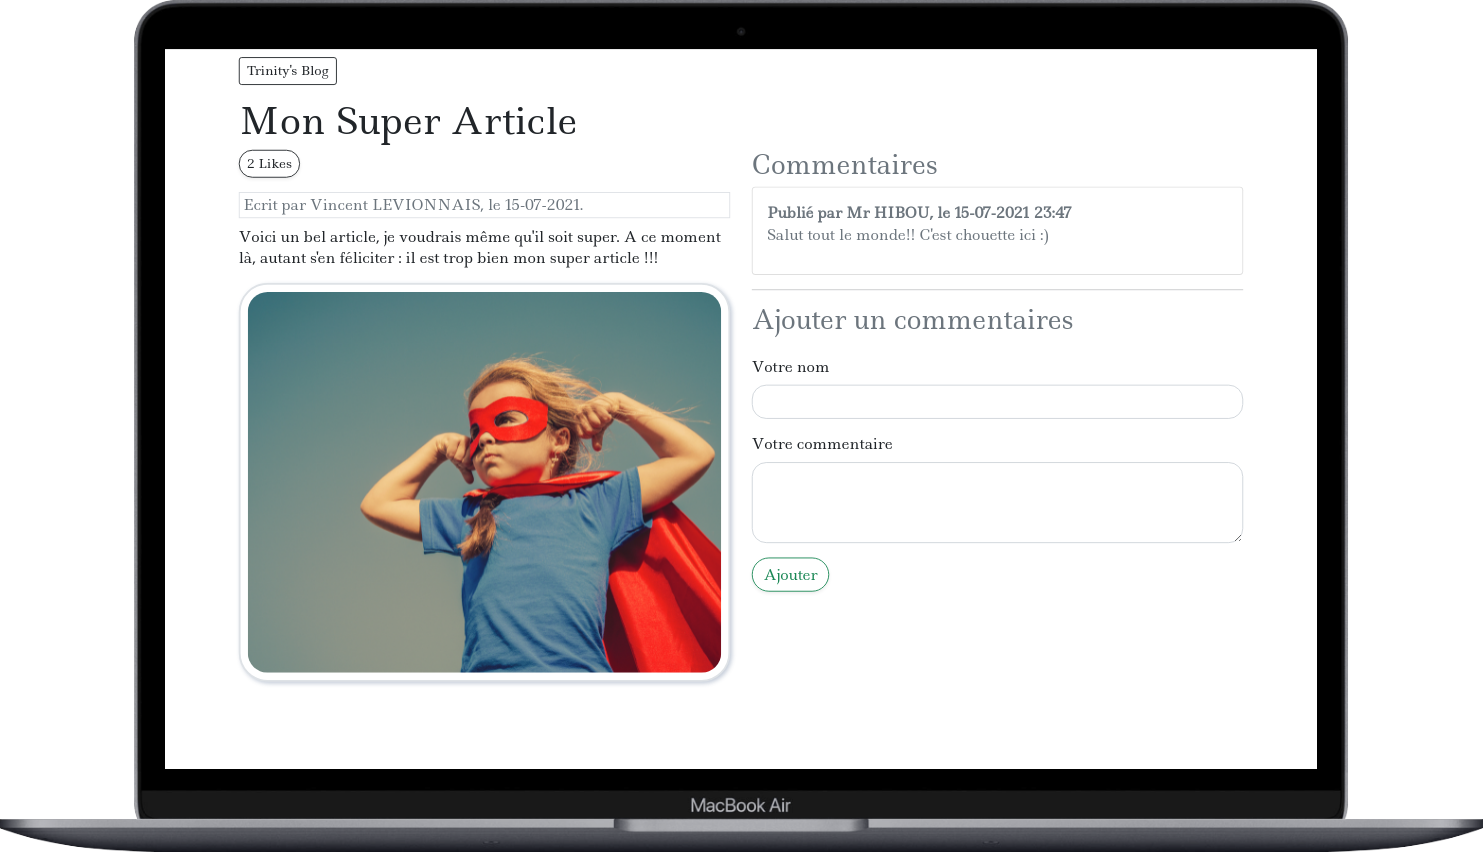 Trinity's Blog
Mon Super Article
2 Likes
Ecrit par Vincent LEVIONNAIS, le 15-07-2021.
Voici un bel article, je voudrais même qu'il soit super. A ce moment
là, autant s'en féliciter : il est trop bien mon super article !!!
Commentaires
Publié par Mr HIBOU, le 15-07-2021 23:47
Salut tout le monde!! C'est chouette ici :)
Ajouter un commentaires
Votre nom
Votre commentaire
Ajouter
MacBook Air